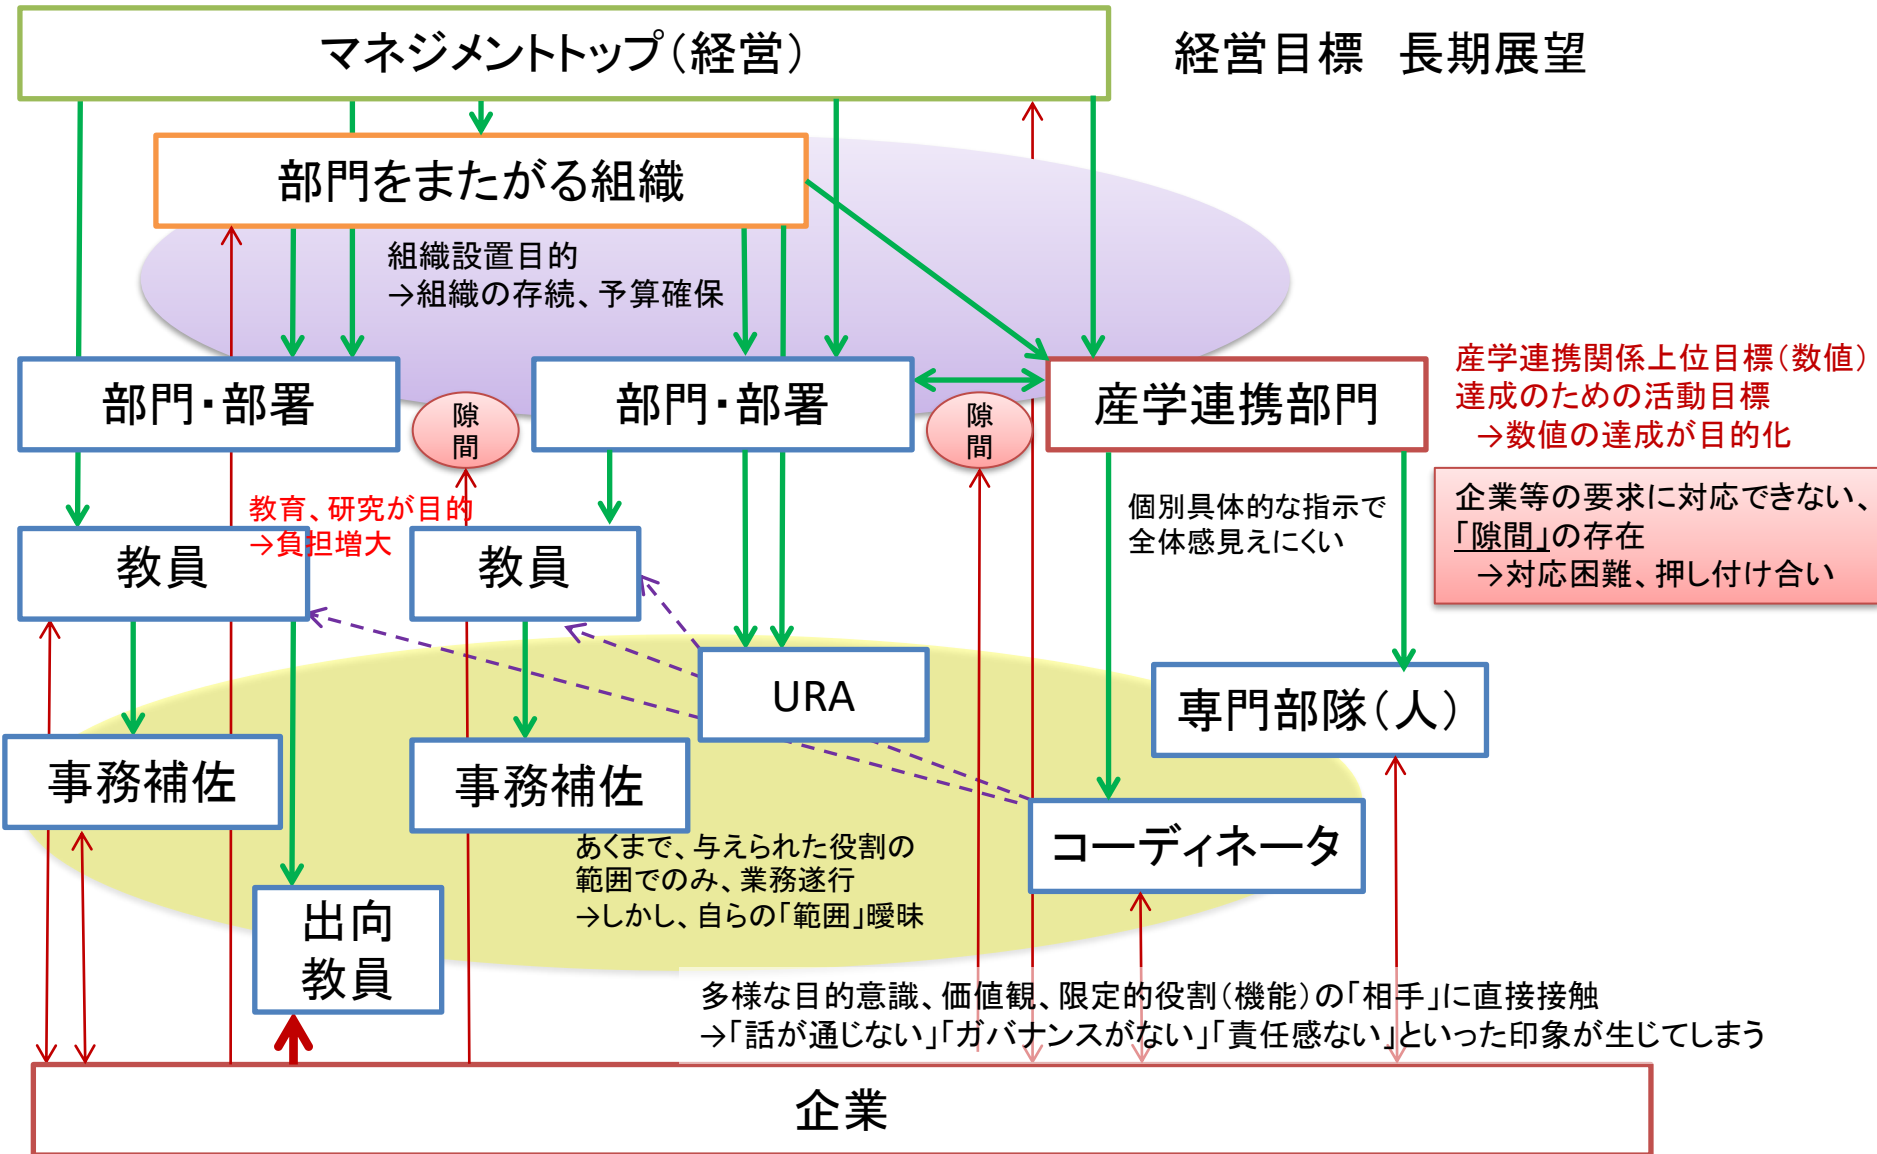 マネジメントトップ（経営）
経営目標　長期展望
部門をまたがる組織
組織設置目的
→組織の存続、予算確保
部門・部署
隙
間
部門・部署
隙
間
産学連携部門
産学連携関係上位目標（数値）
達成のための活動目標
→数値の達成が目的化
企業等の要求に対応できない、
「隙間」の存在
→対応困難、押し付け合い
教育、研究が目的
→負担増大
個別具体的な指示で
全体感見えにくい
教員
教員
URA
専門部隊（人）
事務補佐
事務補佐
コーディネータ
あくまで、与えられた役割の
範囲でのみ、業務遂行
→しかし、自らの「範囲」曖昧
出向
教員
多様な目的意識、価値観、限定的役割（機能）の「相手」に直接接触
→「話が通じない」「ガバナンスがない」「責任感ない」といった印象が生じてしまう
企業